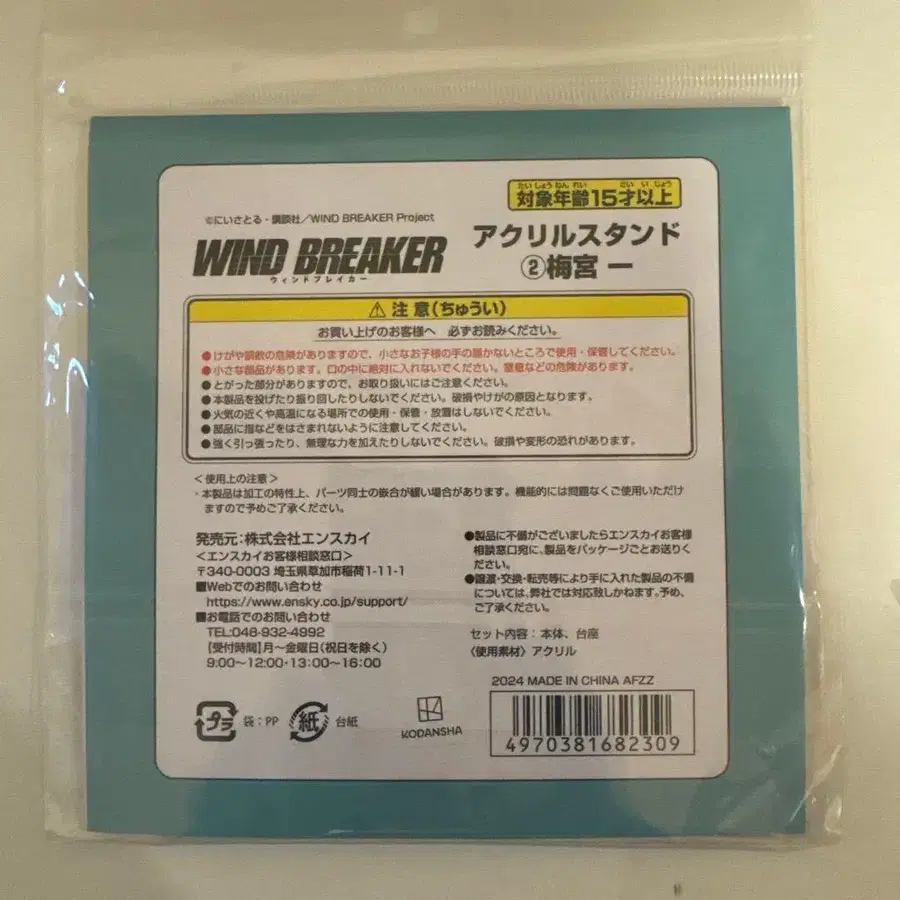 たいしょうねんれい さいいじょう
対象年齢15才以上
©にいさとる・講談社/WIND BREAKER Project
WIND BREAKER
ウィンドブレイカー
アクリルスタンド
②梅宮 一
⚠注意(ちゅうい)
お買い上げのお客様へ 必ずお読みください。
●けがや誤飲の危険がありますので、小さなお子様の手の届かないところで使用・保管してください。
●小さな部品があります。口の中に絶対に入れないでください。窒息などの危険があります。
●とがった部分がありますので、お取り扱いにはご注意ください。
●本製品を投げたり振り回したりしないでください。破損やけがの原因となります。
●火気の近くや高温になる場所での使用・保管・放置はしないでください。
●部品に指などをはさまれないように注意してください。
●強く引っ張ったり、無理な力を加えたりしないでください。破損や変形の恐れがあります。
<使用上の注意>
・本製品は加工の特性上、パーツ同士の嵌合が緩い場合があります。機能的には問題なくご使用いただけ
ますので予めご了承ください。
発売元:株式会社エンスカイ
<エンスカイお客様相談窓口>
〒340-0003 埼玉県草加市稲荷1-11-1
■Webでのお問い合わせ
https://www.ensky.co.jp/support/
■お電話でのお問い合わせ
TEL:048-932-4992
【受付時間】月~金曜日(祝日を除く)
9:00~12:00・13:00~16:00
●製品に不備がございましたらエンスカイお客様
相談窓口宛に、製品をパッケージごとお送りく
ださい。
●譲渡・交換・転売等により手に入れた製品の不備
については、弊社では対応致しかねます。予め、
ご了承ください。
セット内容:本体、台座
〈使用素材〉アクリル
2024 MADE IN CHINA AFZZ
プラ 袋:PP 紙 台紙
KODANSHA
4970381682309